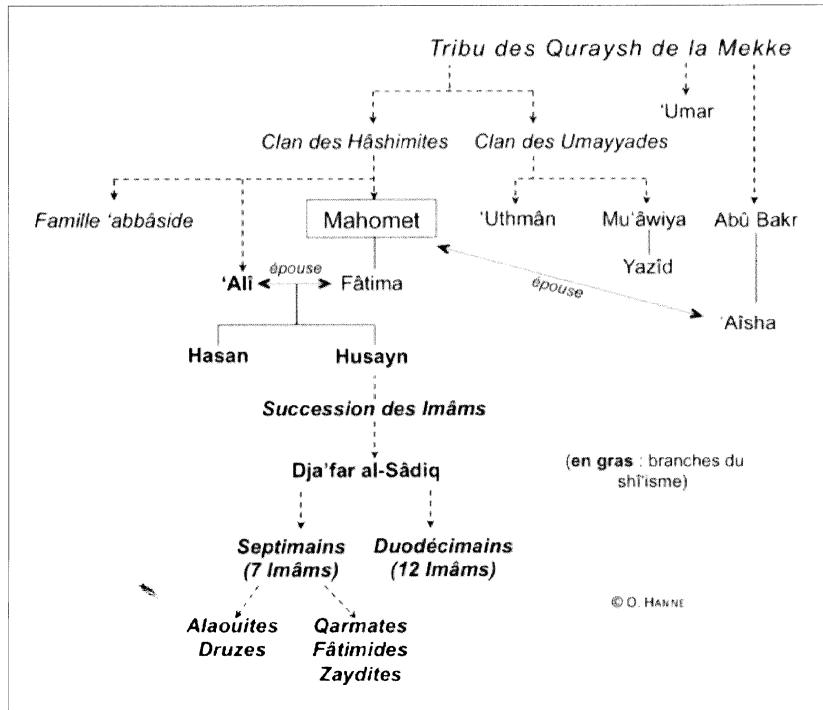 Tribu des Quraysh de la Mekke
‘Umar
Clan des Hâshimites Clan des Umayyades
Famille ‘abbâside Mahomet ‘Uthmân Mu‘âwiya Abû Bakr
épouse
‘Alî Fâtima Yazîd
épouse
‘Aîsha
Hasan Husayn
Succession des Imâms
Dja’far al-Sâdiq
(en gras : branches du
shî’isme)
Septimains Duodécimains
(7 Imâms) (12 Imâms)
© O. HANNE
Alaouites Qarmates
Druzes Fâtimides
Zaydites